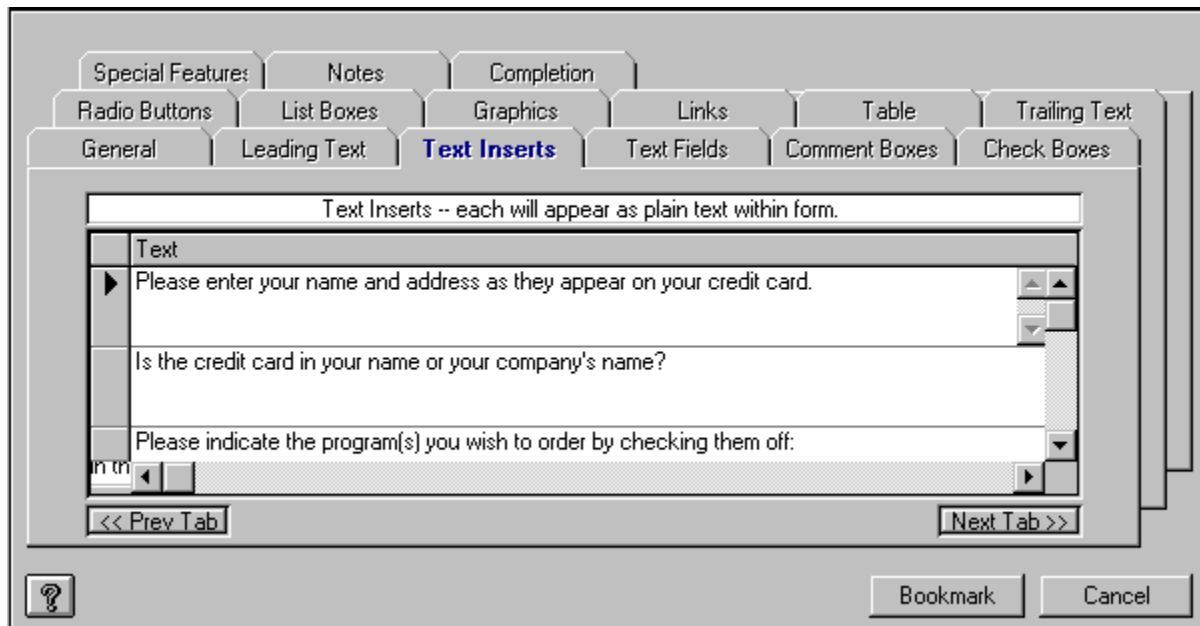 Special Features Notes Completion
Radio Buttons List Boxes Graphics Links Table Trailing Text
General Leading Text Text Inserts Text Fields Comment Boxes Check Boxes
Text Inserts -- each will appear as plain text within form.
Text
Please enter your name and address as they appear on your credit card.
Is the credit card in your name or your company's name?
Please indicate the program(s) you wish to order by checking them off:
<< Prev Tab Next Tab >>
? Bookmark Cancel